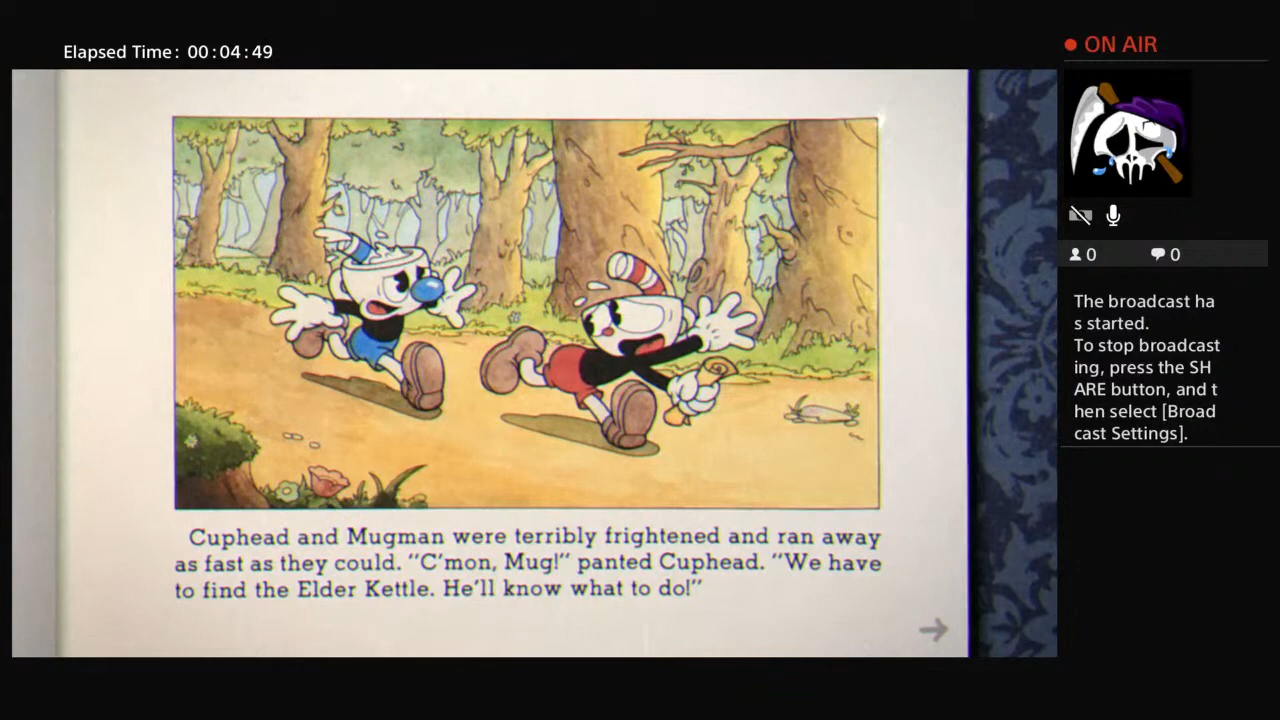 Elapsed Time: 00:04:49
ON AIR
0
0
The broadcast ha
s started.
To stop broadcast
ing, press the SH
ARE button, and t
hen select [Broad
cast Settings].
Cuphead and Mugman were terribly frightened and ran away
as fast as they could. “C’mon, Mug!” panted Cuphead. “We have
to find the Elder Kettle. He’ll know what to do!”